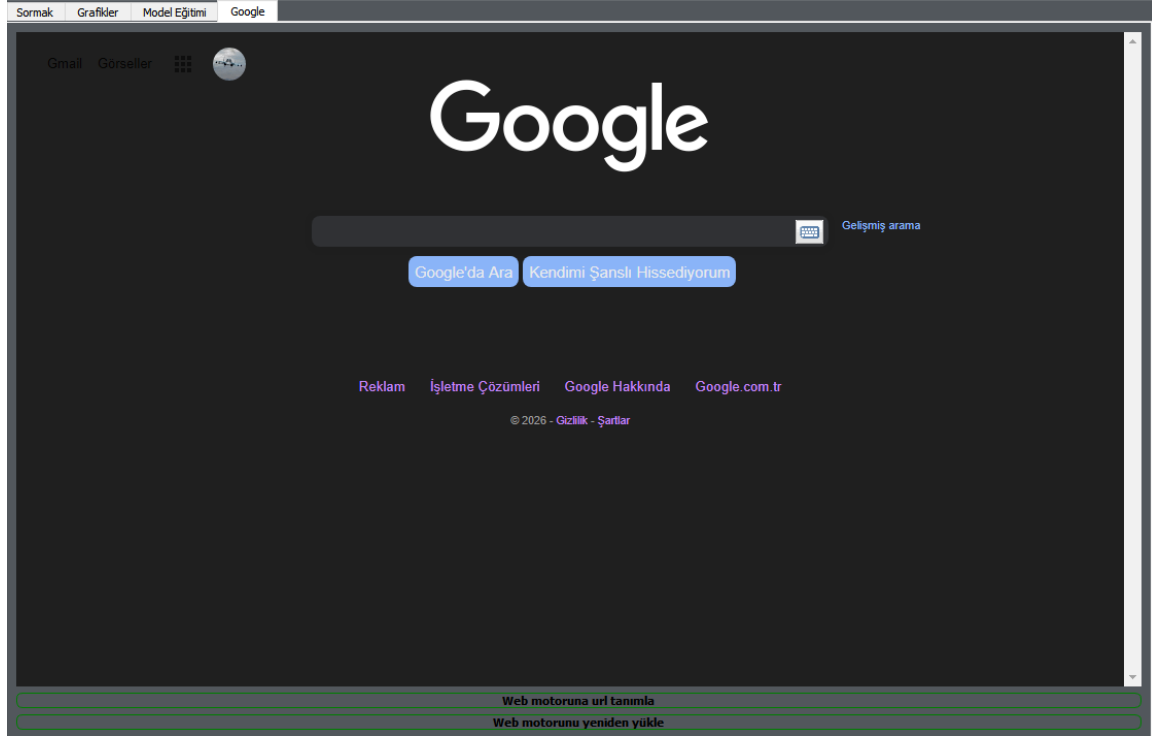 Sormak Grafikler Model Eğitimi Google
Gmail Görseller
Google
Gelişmiş arama
Google'da Ara Kendimi Şanslı Hissediyorum
Reklam İşletme Çözümleri Google Hakkında Google.com.tr
© 2026 - Gizlilik - Şartlar
Web motoruna url tanımla
Web motorunu yeniden yükle